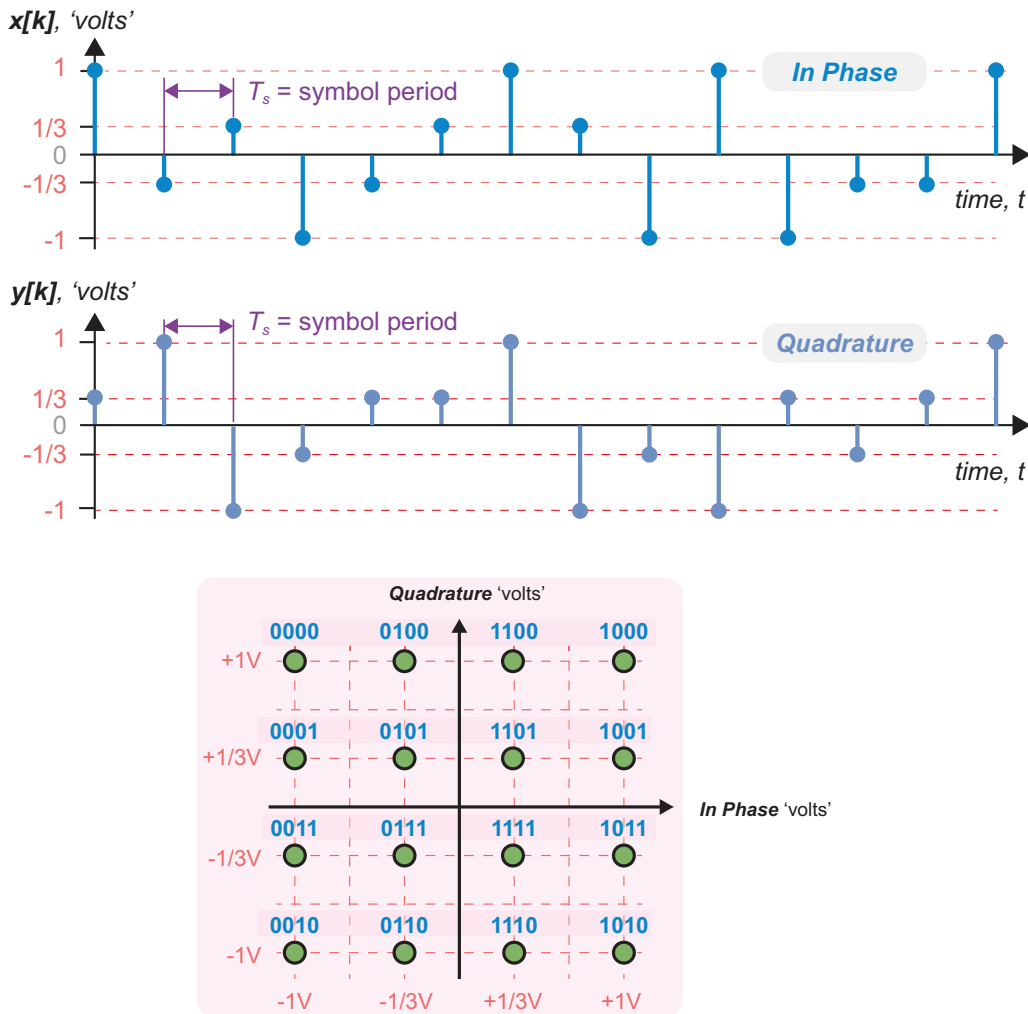 x[k], ‘volts’
1
In Phase
Ts = symbol period
1/3
0
-1/3
time, t
-1
y[k], ‘volts’
Ts = symbol period
1
Quadrature
1/3
0
-1/3
time, t
-1
Quadrature ‘volts’
0000 0100 1100 1000
+1V
0001 0101 1101 1001
+1/3V
In Phase ‘volts’
0011 0111 1111 1011
-1/3V
0010 0110 1110 1010
-1V
-1V -1/3V +1/3V +1V